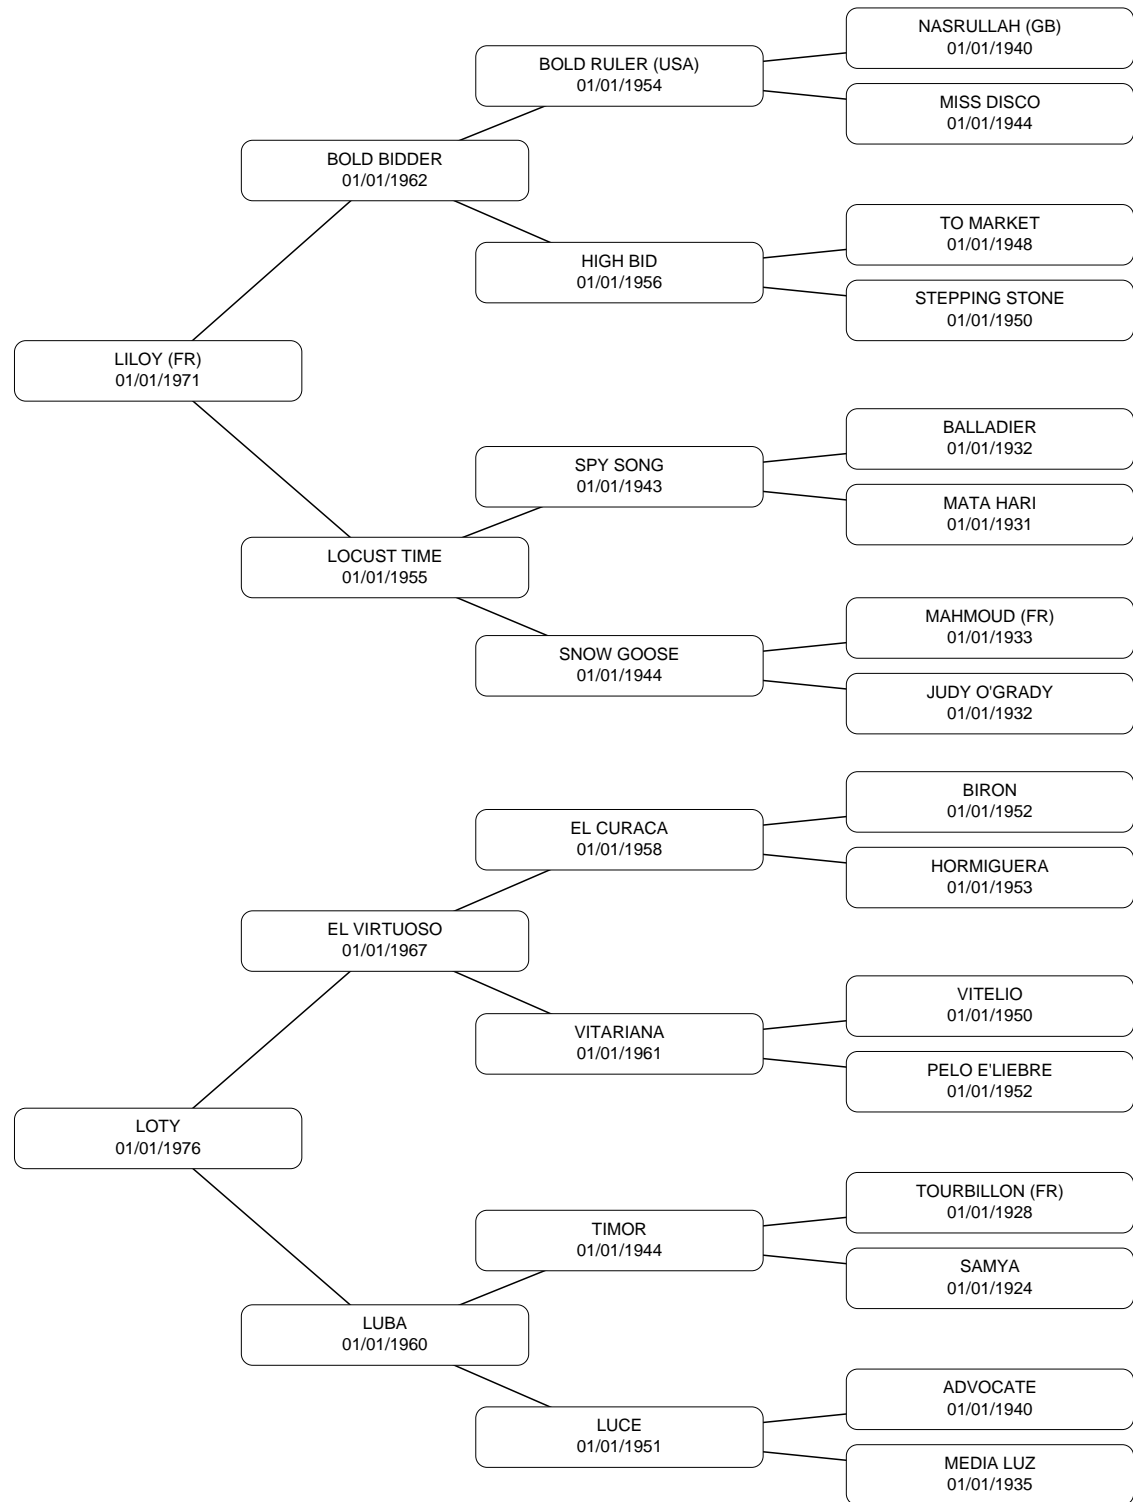 NASRULLAH (GB)
01/01/1940
BOLD RULER (USA)
01/01/1954
MISS DISCO
01/01/1944
BOLD BIDDER
01/01/1962
TO MARKET
01/01/1948
HIGH BID
01/01/1956
STEPPING STONE
01/01/1950
LILOY (FR)
01/01/1971
BALLADIER
01/01/1932
SPY SONG
01/01/1943
MATA HARI
01/01/1931
LOCUST TIME
01/01/1955
MAHMOUD (FR)
01/01/1933
SNOW GOOSE
01/01/1944
JUDY O'GRADY
01/01/1932
BIRON
01/01/1952
EL CURACA
01/01/1958
HORMIGUERA
01/01/1953
EL VIRTUOSO
01/01/1967
VITELIO
01/01/1950
VITARIANA
01/01/1961
PELO E'LIEBRE
01/01/1952
LOTY
01/01/1976
TOURBILLON (FR)
01/01/1928
TIMOR
01/01/1944
SAMYA
01/01/1924
LUBA
01/01/1960
ADVOCATE
01/01/1940
LUCE
01/01/1951
MEDIA LUZ
01/01/1935